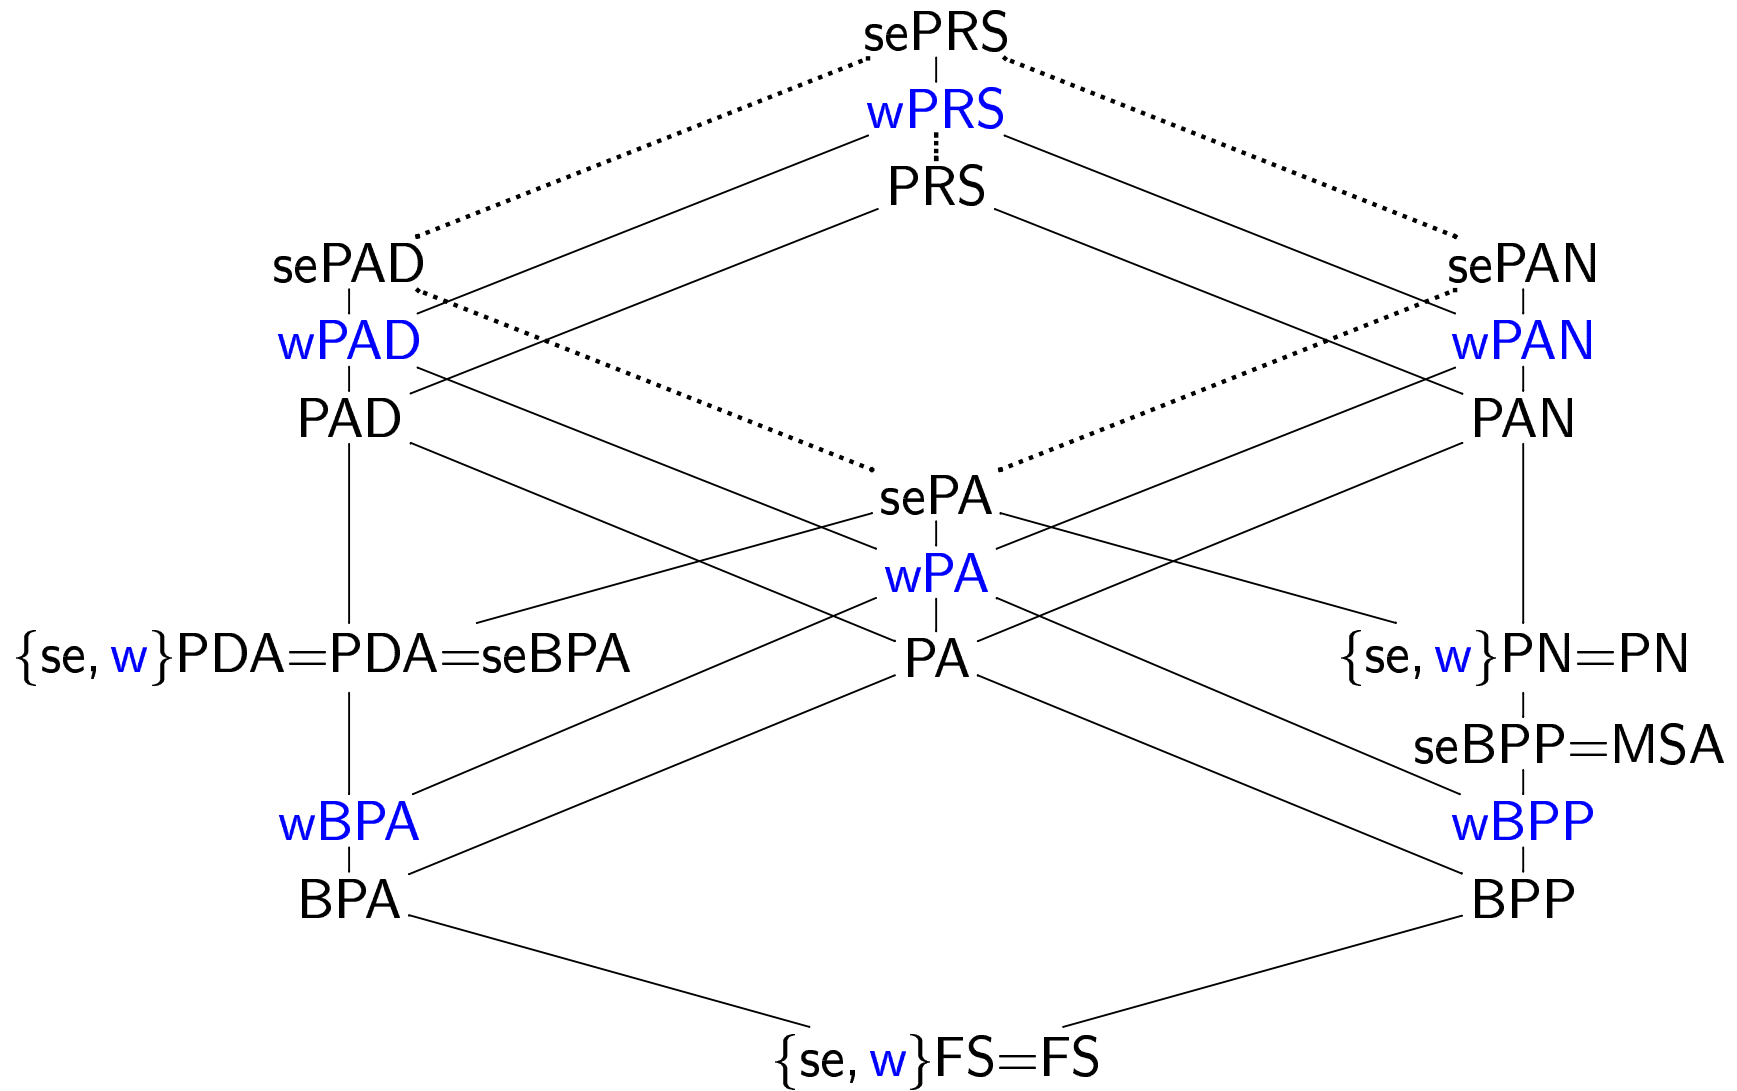 sePRS
wPRS
PRS
sePAD sePAN
wPAD wPAN
PAD PAN
sePA
wPA
{se, w}PDA=PDA=seBPA PA {se, w}PN=PN
seBPP=MSA
wBPA wBPP
BPA BPP
{se, w}FS=FS